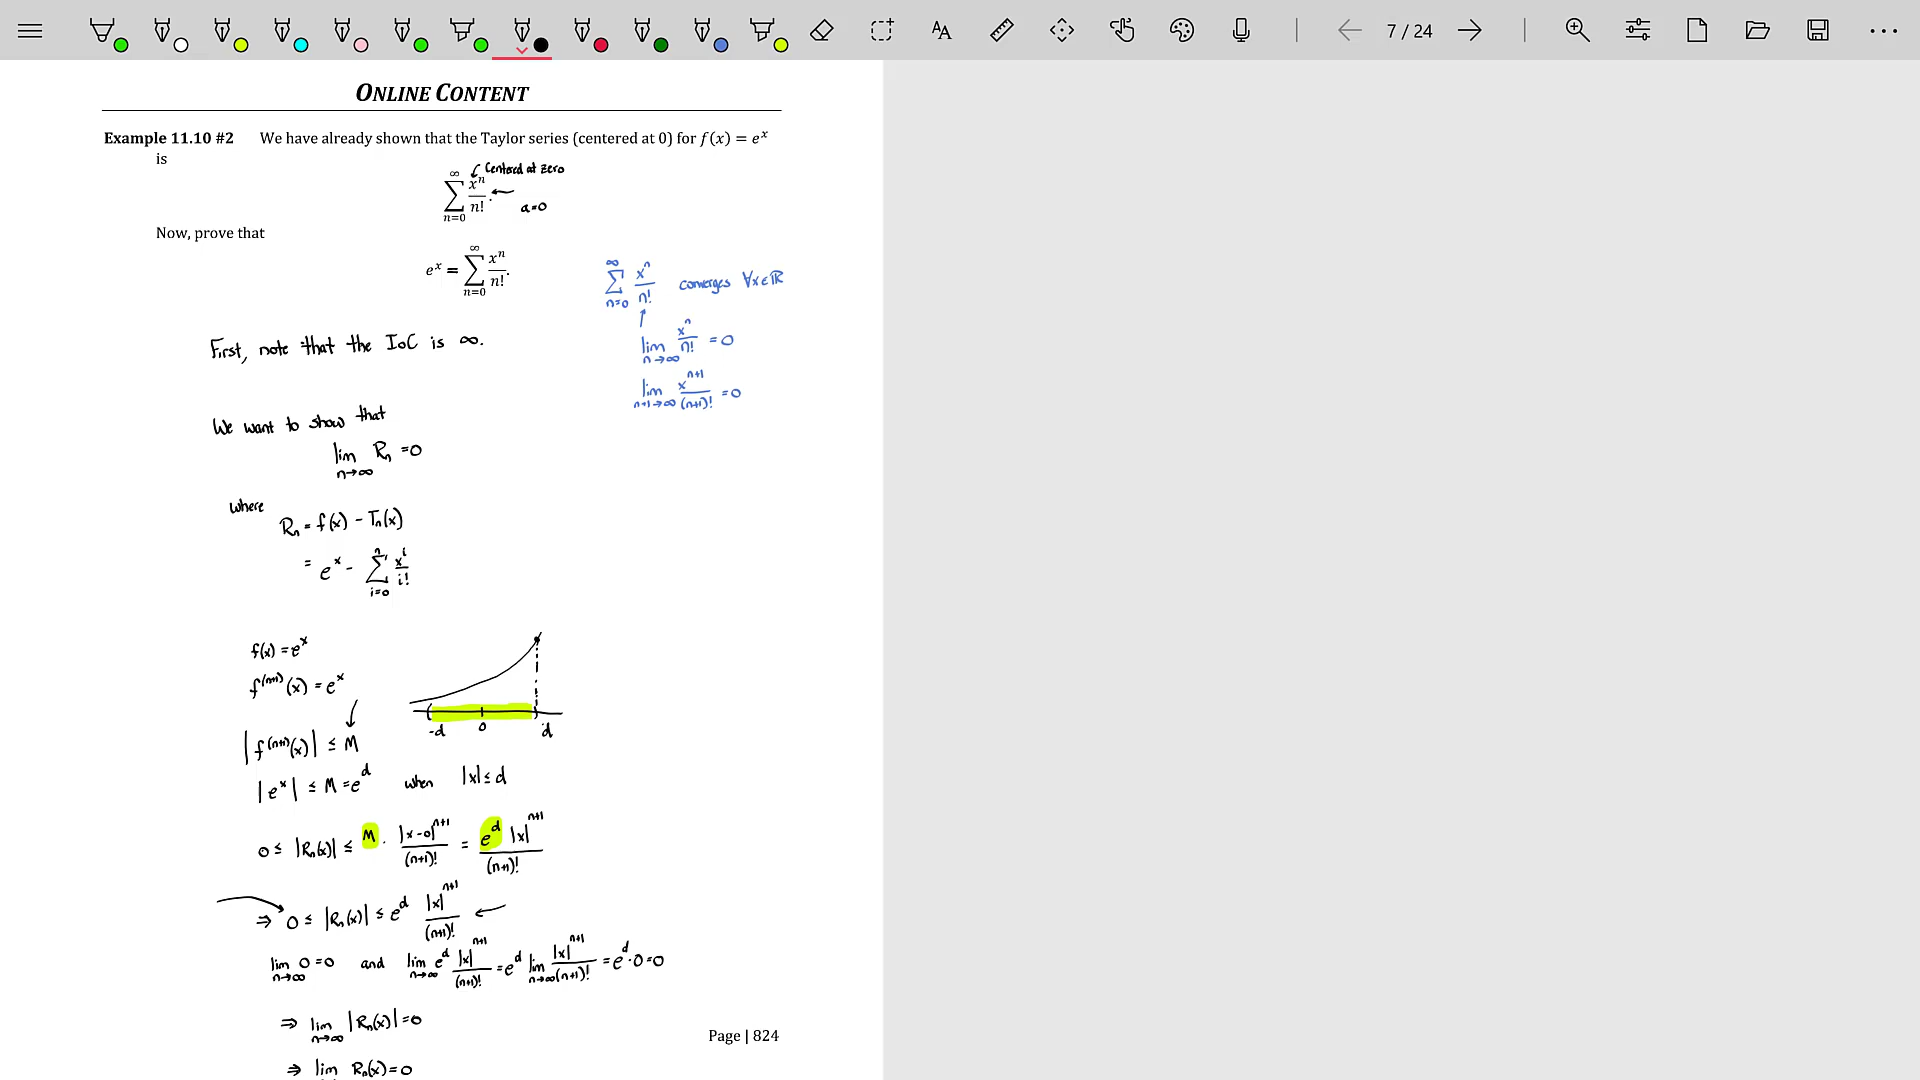 7 / 24
ONLINE CONTENT
Example 11.10 #2 We have already shown that the Taylor series (centered at 0) for f(x) = e^x
is
∑_{n=0}^{∞} x^n/n!.
Centered at zero
a=0
Now, prove that
e^x = ∑_{n=0}^{∞} x^n/n!.
∑_{n=0}^{∞} x^n/n! converges ∀x∈ℝ
lim_{n→∞} x^n/n! = 0
lim_{n+1→∞} x^{n+1}/(n+1)! = 0
First, note that the IoC is ∞.
We want to show that
lim_{n→∞} R_n = 0
where
R_n = f(x) - T_n(x)
= e^x - ∑_{i=0}^{n} x^i/i!
f(x) = e^x
f^{(n+1)}(x) = e^x
-d 0 d
|f^{(n+1)}(x)| ≤ M
|e^x| ≤ M = e^d when |x| ≤ d
0 ≤ |R_n(x)| ≤ M · |x-0|^{n+1}/(n+1)! = e^d |x|^{n+1}/(n+1)!
⇒ 0 ≤ |R_n(x)| ≤ e^d |x|^{n+1}/(n+1)!
lim_{n→∞} 0 = 0 and lim_{n→∞} e^d |x|^{n+1}/(n+1)! = e^d lim_{n→∞} |x|^{n+1}/(n+1)! = e^d · 0 = 0
⇒ lim_{n→∞} |R_n(x)| = 0
Page | 824
⇒ lim R_n(x) = 0